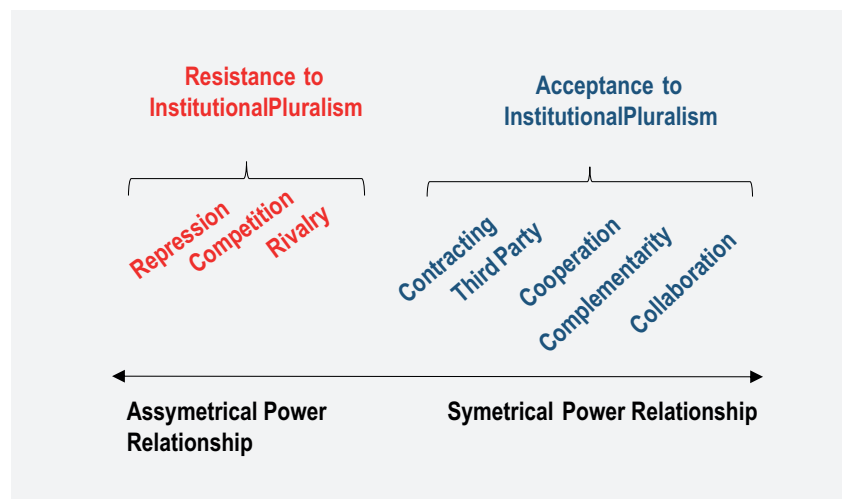 Resistance to
InstitutionalPluralism
Acceptance to
InstitutionalPluralism
Repression
Competition
Rivalry
Contracting
Third Party
Cooperation
Complementarity
Collaboration
Assymetrical Power
Relationship
Symetrical Power Relationship